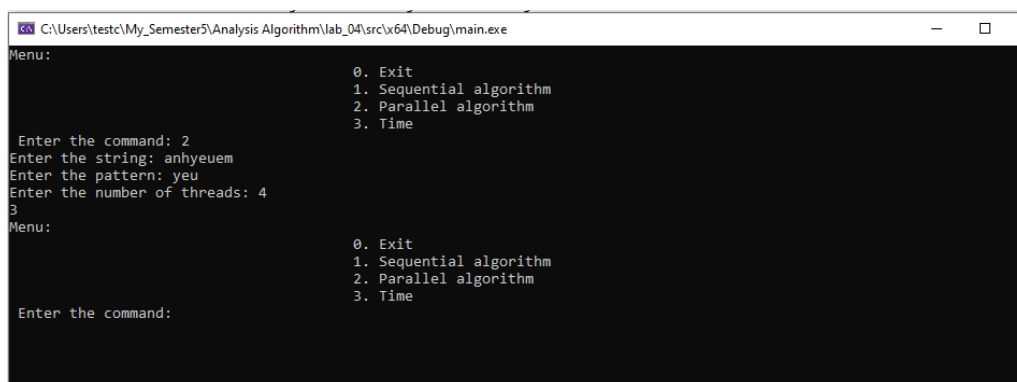 C:\Users\testc\My_Semester5\Analysis Algorithm\lab_04\src\x64\Debug\main.exe
Menu:
0. Exit
1. Sequential algorithm
2. Parallel algorithm
3. Time
Enter the command: 2
Enter the string: anhyeuem
Enter the pattern: yeu
Enter the number of threads: 4
3
Menu:
0. Exit
1. Sequential algorithm
2. Parallel algorithm
3. Time
Enter the command: